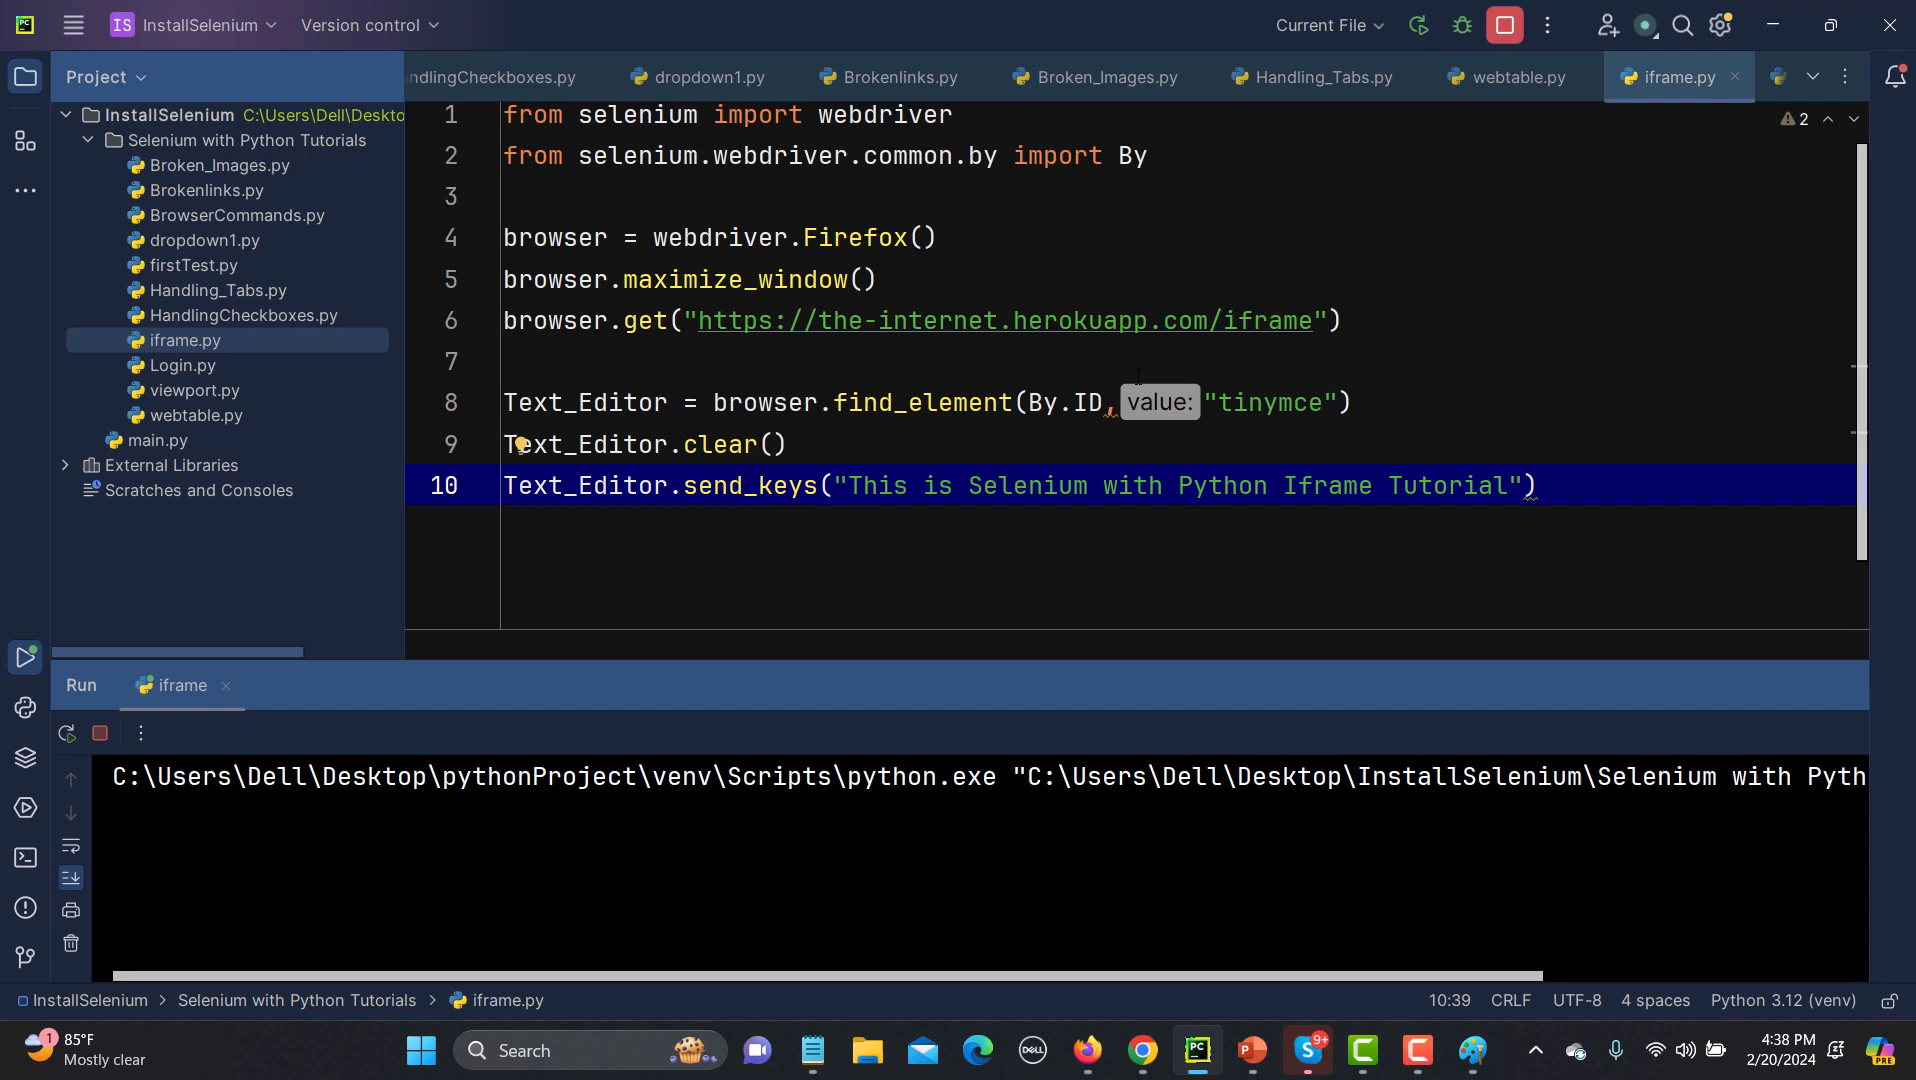 PC
IS InstallSelenium
Version control
Current File
Project
ndlingCheckboxes.py
dropdown1.py
Brokenlinks.py
Broken_Images.py
Handling_Tabs.py
webtable.py
iframe.py
InstallSelenium C:\Users\Dell\Deskto
Selenium with Python Tutorials
Broken_Images.py
Brokenlinks.py
BrowserCommands.py
dropdown1.py
firstTest.py
Handling_Tabs.py
HandlingCheckboxes.py
iframe.py
Login.py
viewport.py
webtable.py
main.py
External Libraries
Scratches and Consoles
2
1 from selenium import webdriver
2 from selenium.webdriver.common.by import By
3
4 browser = webdriver.Firefox()
5 browser.maximize_window()
6 browser.get("https://the-internet.herokuapp.com/iframe")
7
8 Text_Editor = browser.find_element(By.ID, value: "tinymce")
9 Text_Editor.clear()
10 Text_Editor.send_keys("This is Selenium with Python Iframe Tutorial")
Run
iframe
C:\Users\Dell\Desktop\pythonProject\venv\Scripts\python.exe "C:\Users\Dell\Desktop\InstallSelenium\Selenium with Pyth
InstallSelenium > Selenium with Python Tutorials > iframe.py
10:39 CRLF UTF-8 4 spaces Python 3.12 (venv)
1
85°F
Mostly clear
Search
DELL
PC
P
S 9+
C
C
4:38 PM
2/20/2024
PRE